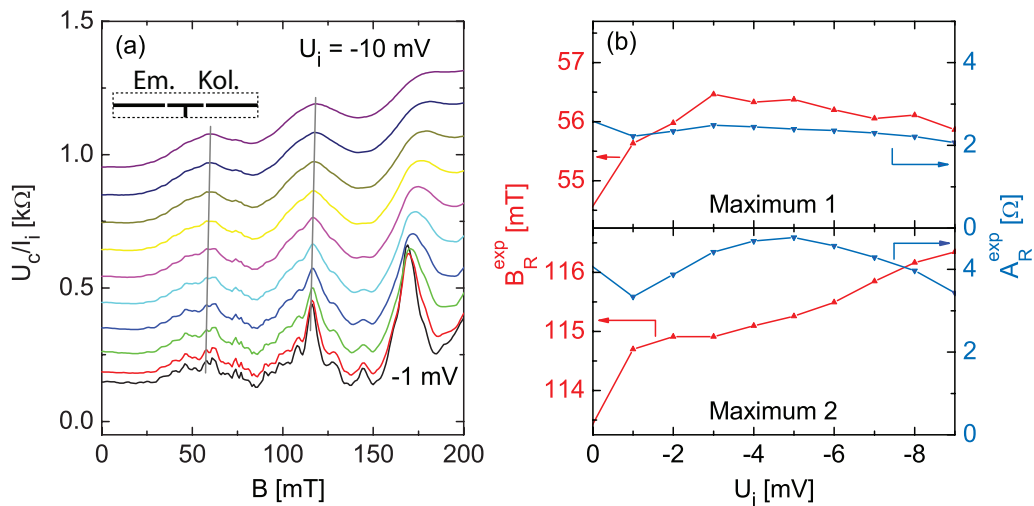 (a)
U_i = -10 mV
Em. Kol.
-1 mV
1.5
1.0
0.5
0.0
U_c/I_i [kΩ]
0 50 100 150 200
B [mT]
(b)
57
56
55
Maximum 1
5
4
2
0
116
115
114
Maximum 2
4
2
0
B_R^exp [mT]
A_R^exp [Ω]
0 -2 -4 -6 -8
U_i [mV]